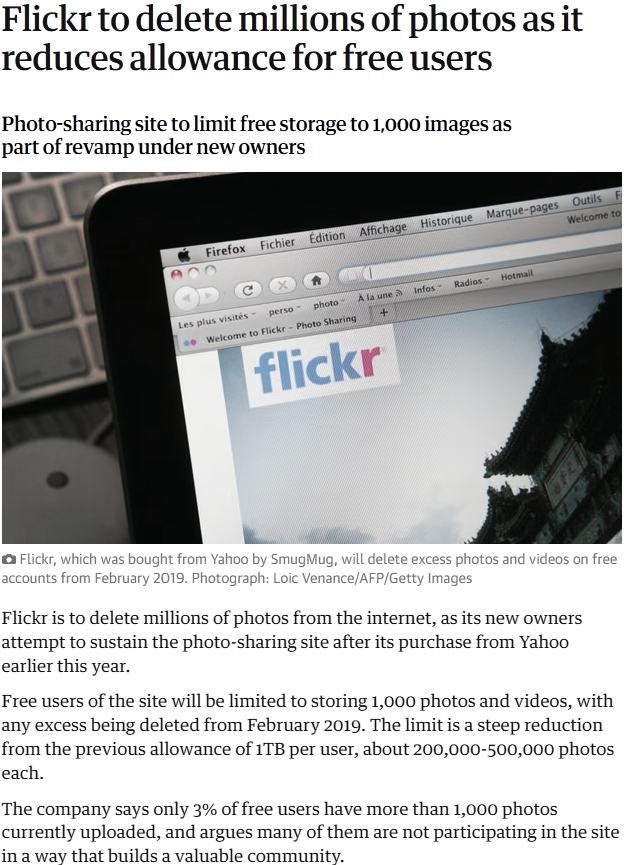 Flickr to delete millions of photos as it
reduces allowance for free users
Photo-sharing site to limit free storage to 1,000 images as
part of revamp under new owners
Firefox Fichier Édition Affichage Historique Marque-pages Outils
Welcome to
Les plus visités perso photo À la une Infos Radios Hotmail
Welcome to Flickr – Photo Sharing +
flickr
Flickr, which was bought from Yahoo by SmugMug, will delete excess photos and videos on free
accounts from February 2019. Photograph: Loic Venance/AFP/Getty Images
Flickr is to delete millions of photos from the internet, as its new owners
attempt to sustain the photo-sharing site after its purchase from Yahoo
earlier this year.
Free users of the site will be limited to storing 1,000 photos and videos, with
any excess being deleted from February 2019. The limit is a steep reduction
from the previous allowance of 1TB per user, about 200,000-500,000 photos
each.
The company says only 3% of free users have more than 1,000 photos
currently uploaded, and argues many of them are not participating in the site
in a way that builds a valuable community.